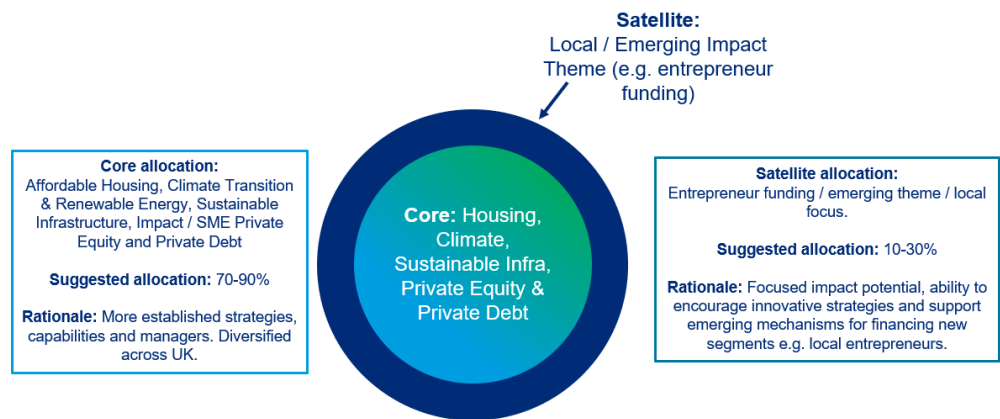 Satellite:
Local / Emerging Impact
Theme (e.g. entrepreneur
funding)
Core allocation:
Affordable Housing, Climate Transition
& Renewable Energy, Sustainable
Infrastructure, Impact / SME Private
Equity and Private Debt
Suggested allocation: 70-90%
Rationale: More established strategies,
capabilities and managers. Diversified
across UK.
Core: Housing,
Climate,
Sustainable Infra,
Private Equity &
Private Debt
Satellite allocation:
Entrepreneur funding / emerging theme / local
focus.
Suggested allocation: 10-30%
Rationale: Focused impact potential, ability to
encourage innovative strategies and support
emerging mechanisms for financing new
segments e.g. local entrepreneurs.